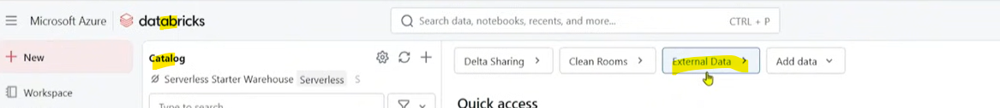 Microsoft Azure databricks Search data, notebooks, recents, and more... CTRL + P
New
Workspace
Catalog
Serverless Starter Warehouse Serverless S
Type to search
Delta Sharing > Clean Rooms > External Data > Add data
Quick access